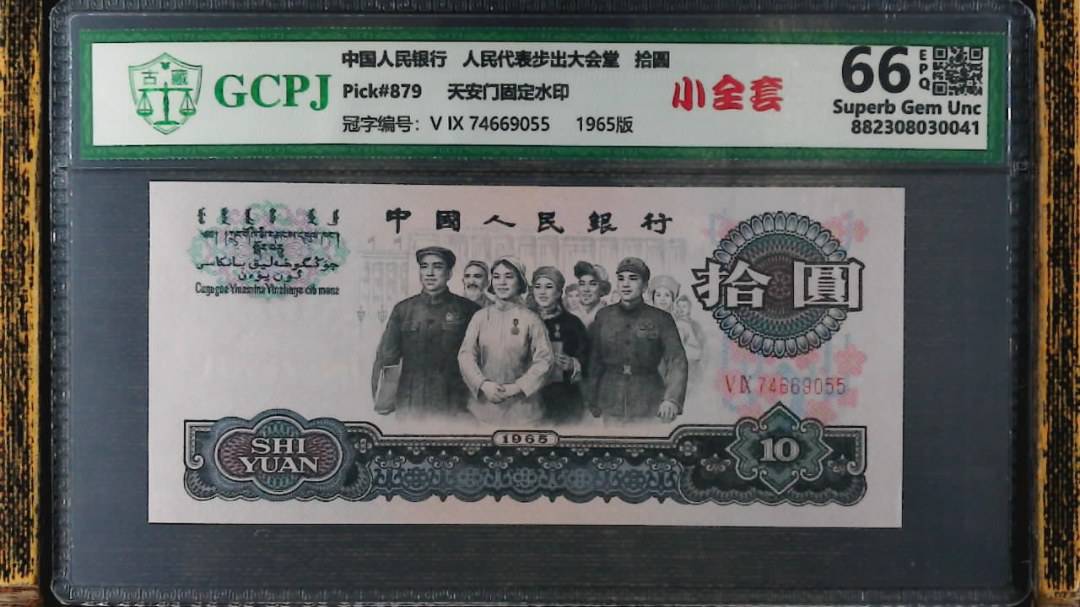 古藏
GCPJ
中国人民银行 人民代表步出大会堂 拾圆
Pick#879 天安门固定水印
冠字编号: V IX 74669055 1965版
小全套
66 EPQ
Superb Gem Unc
882308030041
中國人民銀行
拾圓
V IX 74669055
1965
SHI
YUAN
10